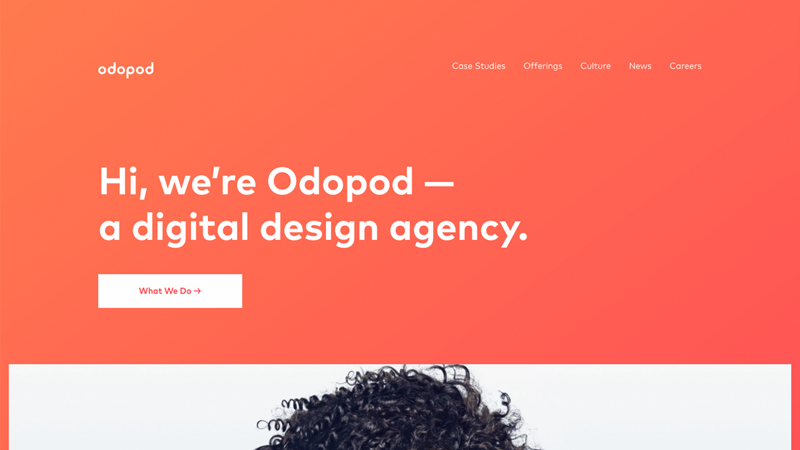 odopod
Case Studies Offerings Culture News Careers
Hi, we’re Odopod —
a digital design agency.
What We Do →